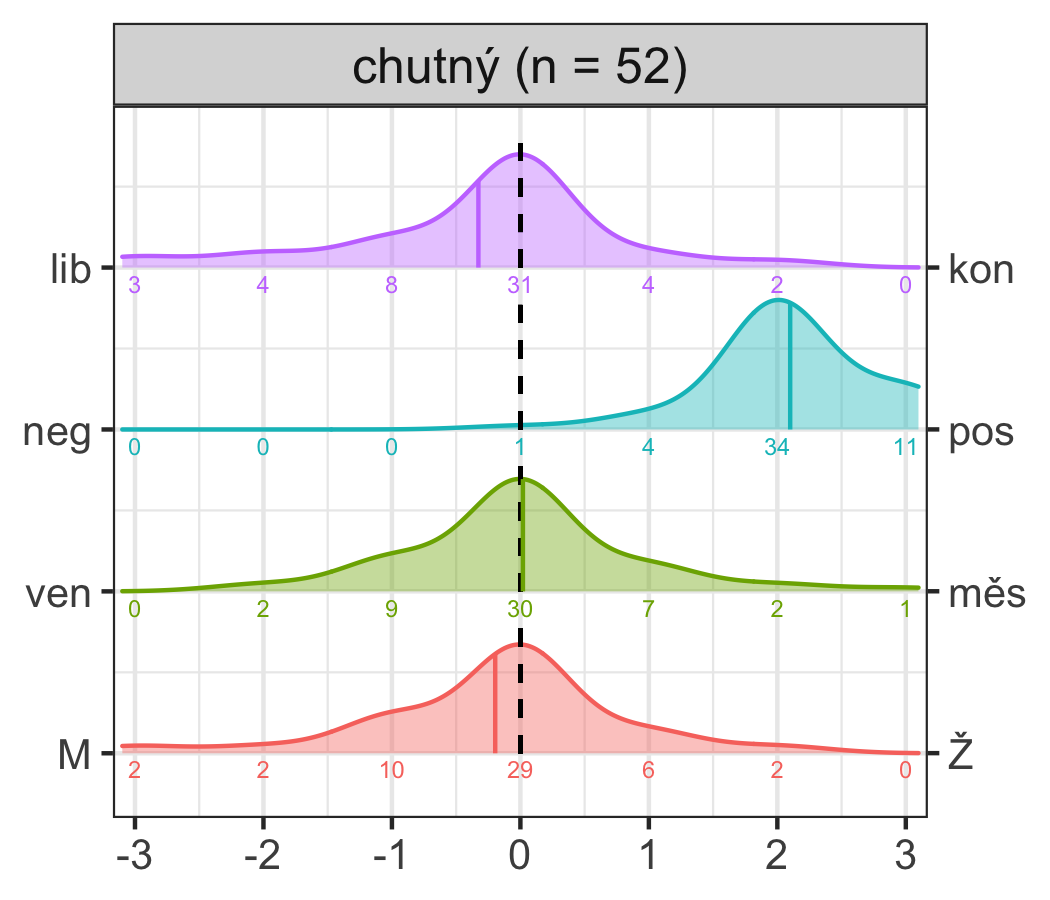 chutný (n = 52)
lib kon
3 4 8 31 4 2 0
neg pos
0 0 0 1 4 34 11
ven měs
0 2 9 30 7 2 1
M Ž
2 2 10 29 6 2 0
-3 -2 -1 0 1 2 3